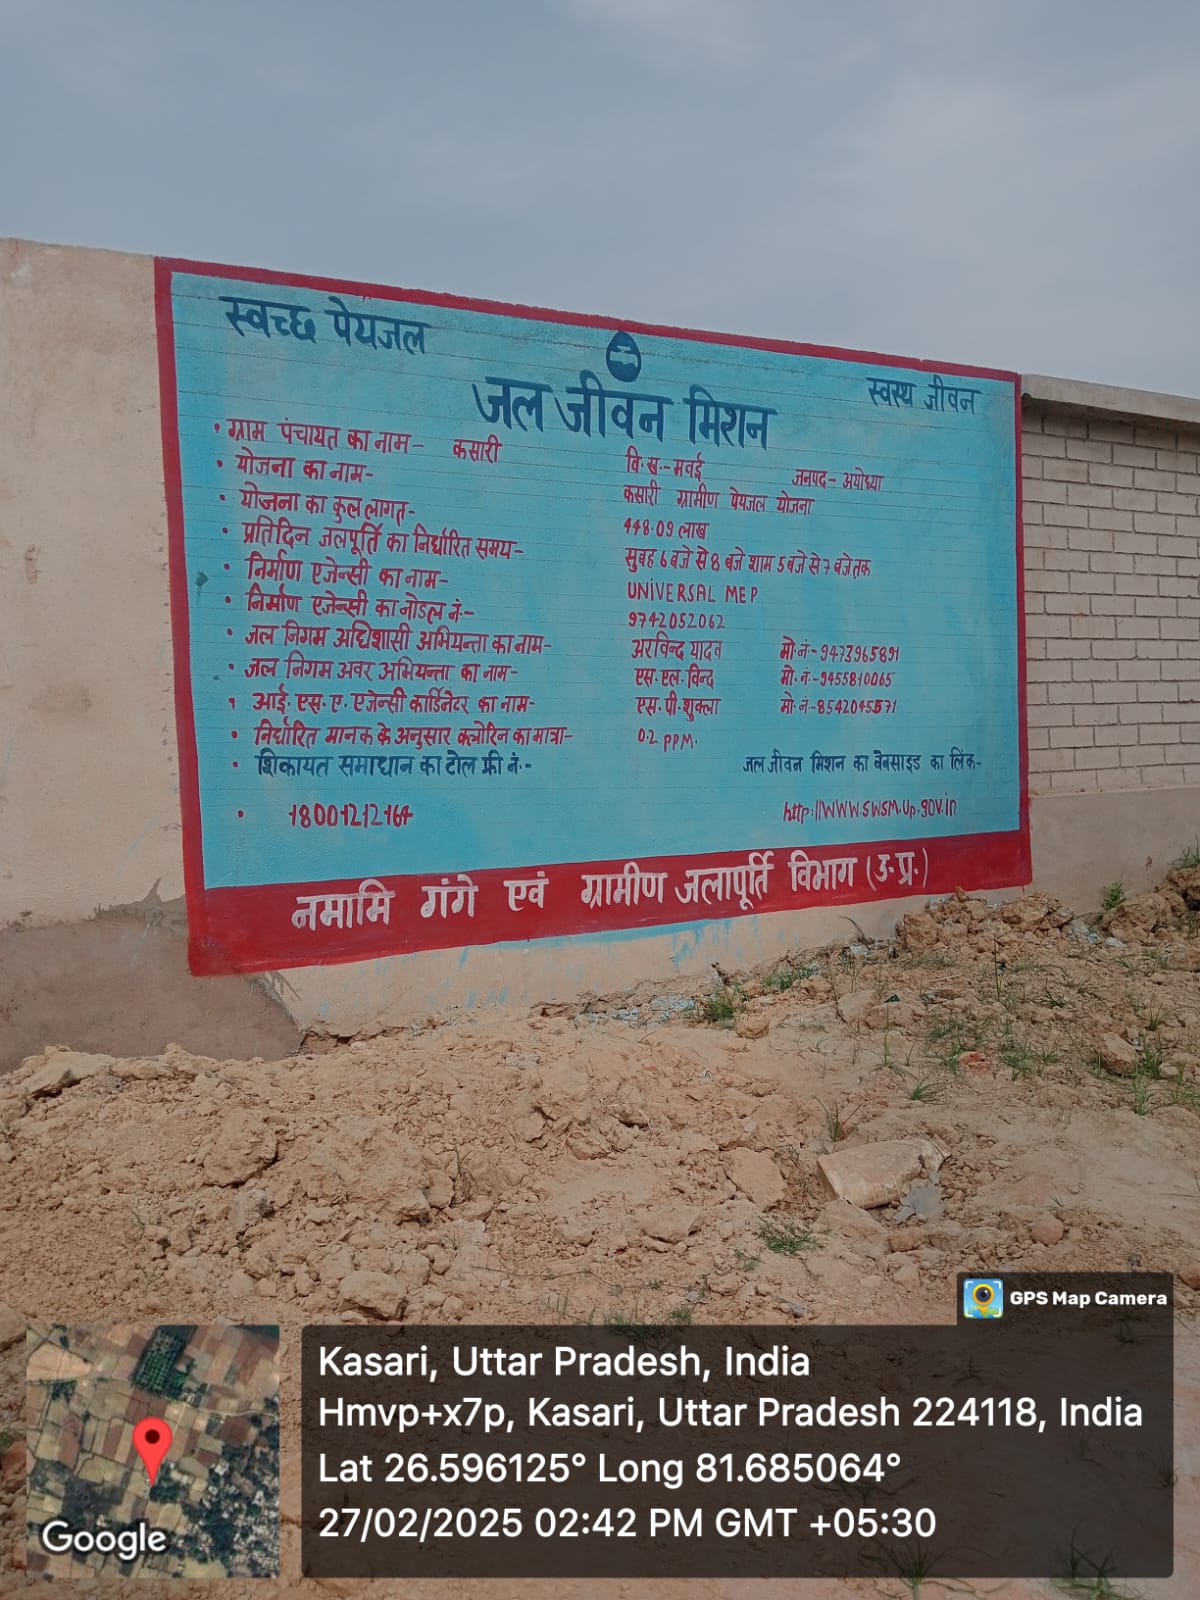 स्वच्छ पेयजल
स्वस्थ जीवन
जल जीवन मिशन
• ग्राम पंचायत का नाम- कसारी वि.ख.-मवई जनपद- अयोध्या
• योजना का नाम- कसारी ग्रामीण पेयजल योजना
• योजना का कुल लागत- 448.09 लाख
• प्रतिदिन जलपूर्ति का निर्धारित समय- सुबह 6 बजे से 8 बजे शाम 5 बजे से 7 बजे तक
• निर्माण एजेन्सी का नाम- UNIVERSAL MEP
• निर्माण एजेन्सी का नोडल नं.- 9742052062
• जल निगम अधिशासी अभियन्ता का नाम- अरविन्द यादव मो.नं.-9473965891
• जल निगम अवर अभियन्ता का नाम- एस.एल.विन्द मो.नं.-9455810065
• आई.एस.ए.एजेन्सी कार्डिनेटर का नाम- एस.पी.शुक्ला मो.नं-8542045571
• निर्धारित मानक के अनुसार क्लोरिन का मात्रा- 0.2 PPM.
• शिकायत समाधान का टोल फ्री नं.- जल जीवन मिशन का वेबसाइड का लिंक-
• 18001212164 http://www.swsm.up.gov.in
नमामि गंगे एवं ग्रामीण जलापूर्ति विभाग (उ.प्र.)
GPS Map Camera
Kasari, Uttar Pradesh, India
Hmvp+x7p, Kasari, Uttar Pradesh 224118, India
Lat 26.596125° Long 81.685064°
27/02/2025 02:42 PM GMT +05:30
Google